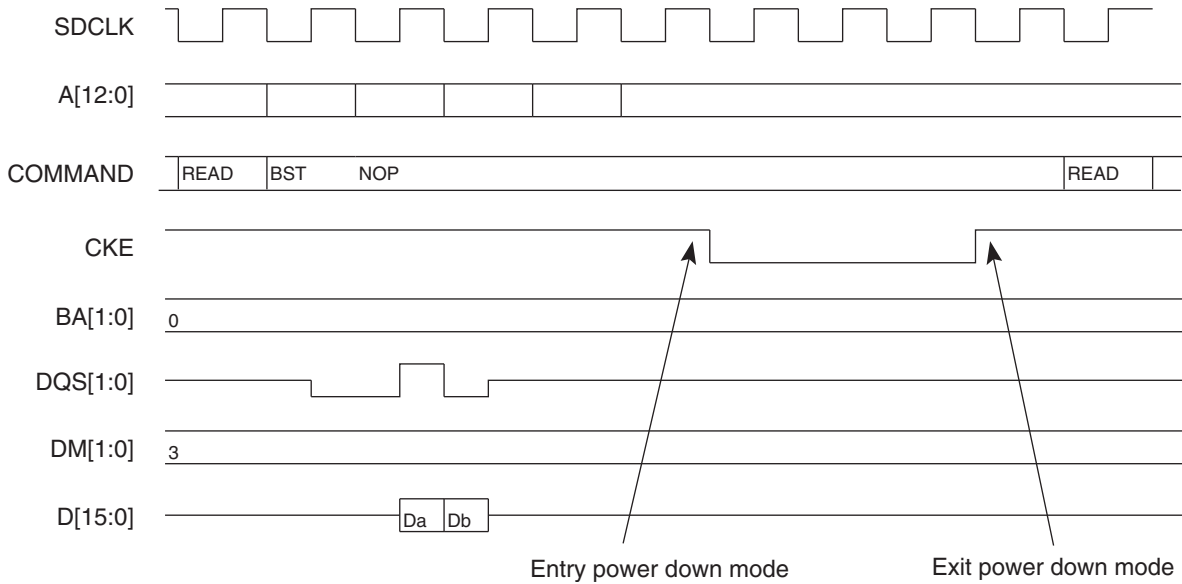 SDCLK
A[12:0]
COMMAND READ BST NOP READ
CKE
BA[1:0] 0
DQS[1:0]
DM[1:0] 3
D[15:0] Da Db
Entry power down mode Exit power down mode